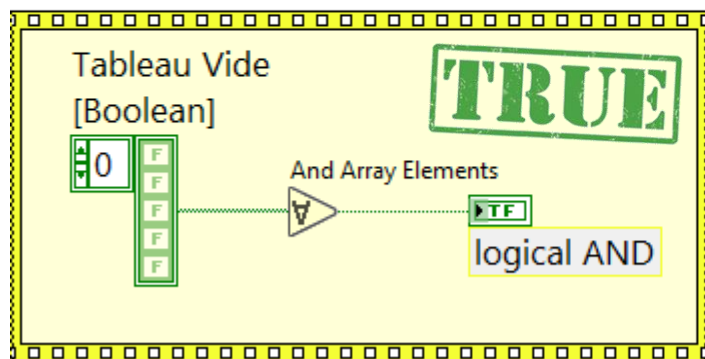 Tableau Vide
[Boolean]
TRUE
0
F
F
F
F
F
And Array Elements
TF
logical AND